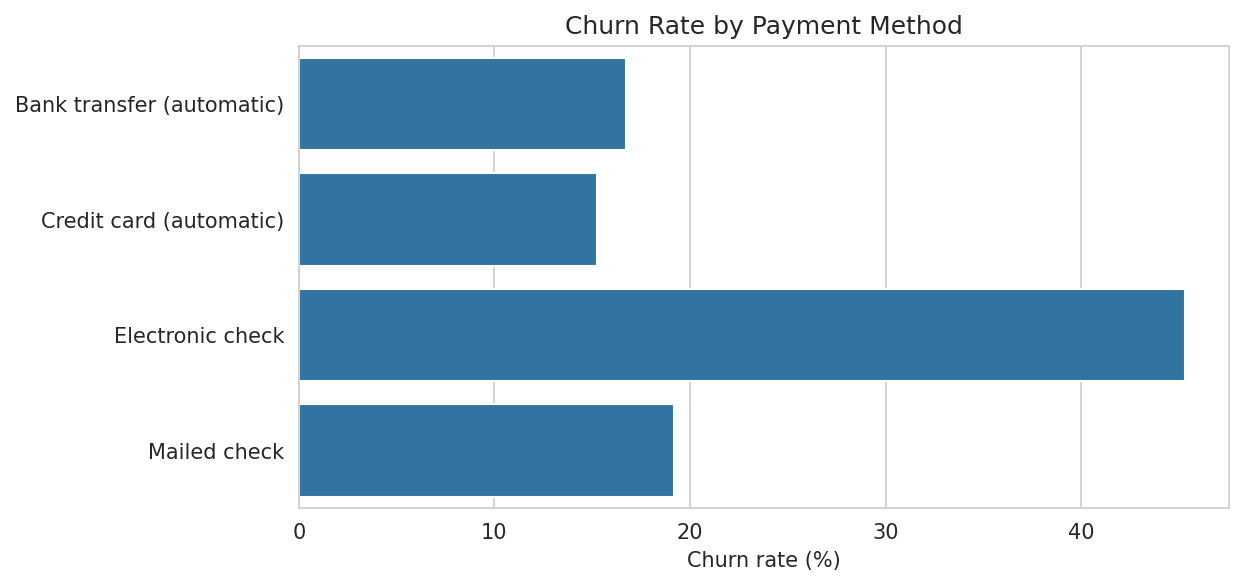 Churn Rate by Payment Method
Bank transfer (automatic)
Credit card (automatic)
Electronic check
Mailed check
0 10 20 30 40
Churn rate (%)